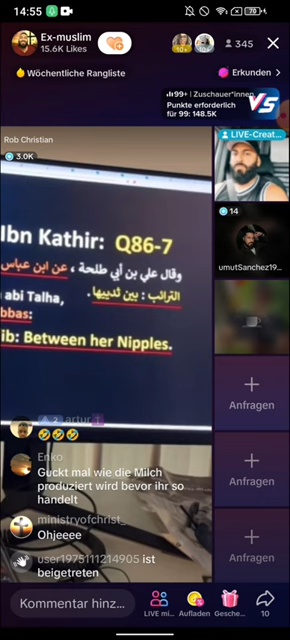 14:55
70
Ex-muslim
15.6K Likes
10+
345
Wöchentliche Rangliste
Erkunden >
99+ | Zuschauer*innen
Punkte erforderlich
für 99: 148.5K
VS
Rob Christian
3.0K
LIVE-Creat...
Ibn Kathir: Q86-7
وقال علي بن أبي طلحة ، عن ابن عباس
الترائب : بين ثدييها .
abi Talha,
bbas:
ib: Between her Nipples.
14
umutSanchez19...
Anfragen
Anfragen
Anfragen
2 artur
🤣🤣🤣
Enko
Guckt mal wie die Milch
produziert wird bevor ihr so
handelt
ministryofchrist_
Ohjeeee
user1975111214905 ist
beigetreten
Kommentar hinz...
LIVE mi...
Aufladen
Gesche...
10